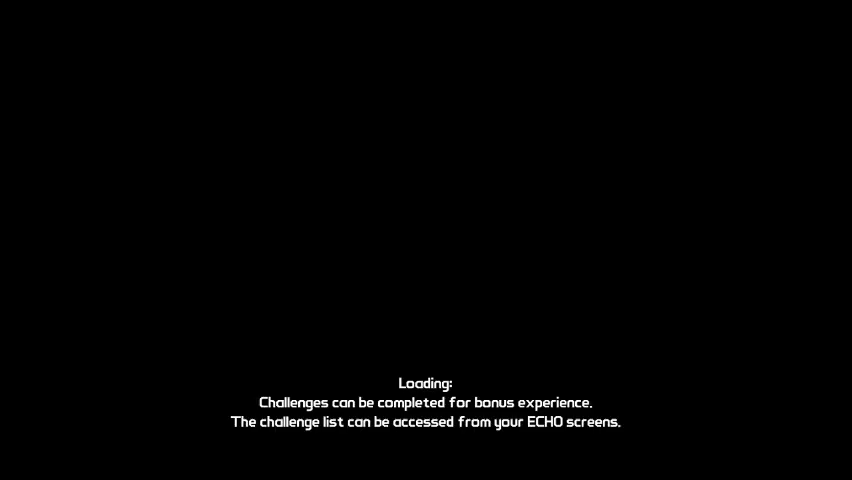 Loading:
Challenges can be completed for bonus experience.
The challenge list can be accessed from your ECHO screens.